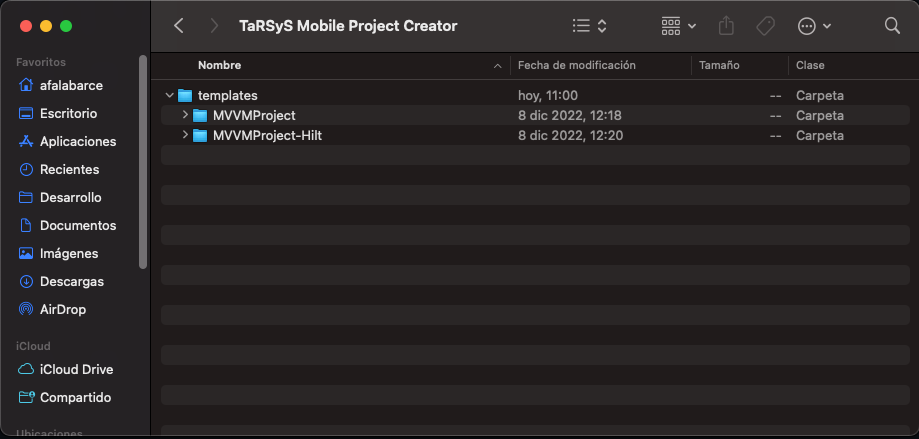 TaRSyS Mobile Project Creator
Favoritos
afalabarce
Escritorio
Aplicaciones
Recientes
Desarrollo
Documentos
Imágenes
Descargas
AirDrop
iCloud
iCloud Drive
Compartido
Ubicaciones
Nombre Fecha de modificación Tamaño Clase
templates hoy, 11:00 -- Carpeta
MVVMProject 8 dic 2022, 12:18 -- Carpeta
MVVMProject-Hilt 8 dic 2022, 12:20 -- Carpeta